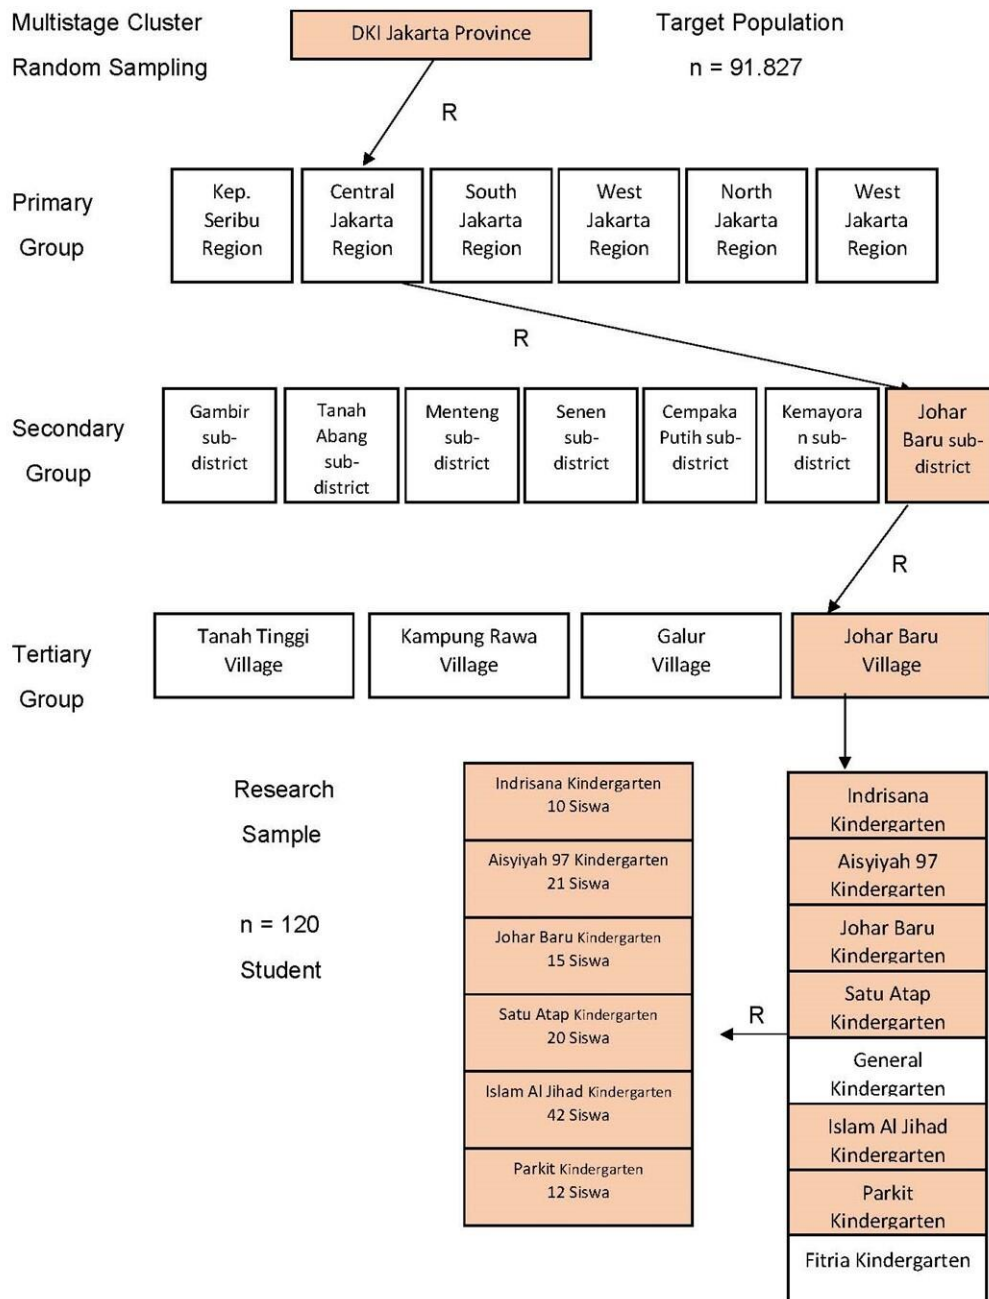 Multistage Cluster
Random Sampling
DKI Jakarta Province
Target Population
n = 91.827
R
Primary
Group
Kep.
Seribu
Region
Central
Jakarta
Region
South
Jakarta
Region
West
Jakarta
Region
North
Jakarta
Region
West
Jakarta
Region
R
Secondary
Group
Gambir
sub-
district
Tanah
Abang
sub-
district
Menteng
sub-
district
Senen
sub-
district
Cempaka
Putih sub-
district
Kemayora
n sub-
district
Johar
Baru sub-
district
R
Tertiary
Group
Tanah Tinggi
Village
Kampung Rawa
Village
Galur
Village
Johar Baru
Village
Research
Sample
n = 120
Student
Indrisana Kindergarten
10 Siswa
Aisyiyah 97 Kindergarten
21 Siswa
Johar Baru Kindergarten
15 Siswa
Satu Atap Kindergarten
20 Siswa
Islam Al Jihad Kindergarten
42 Siswa
Parkit Kindergarten
12 Siswa
R
Indrisana
Kindergarten
Aisyiyah 97
Kindergarten
Johar Baru
Kindergarten
Satu Atap
Kindergarten
General
Kindergarten
Islam Al Jihad
Kindergarten
Parkit
Kindergarten
Fitria Kindergarten